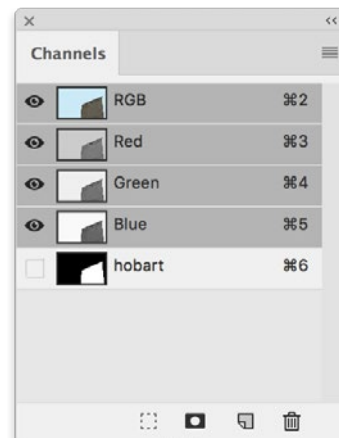 Channels
RGB ⌘2
Red ⌘3
Green ⌘4
Blue ⌘5
hobart ⌘6